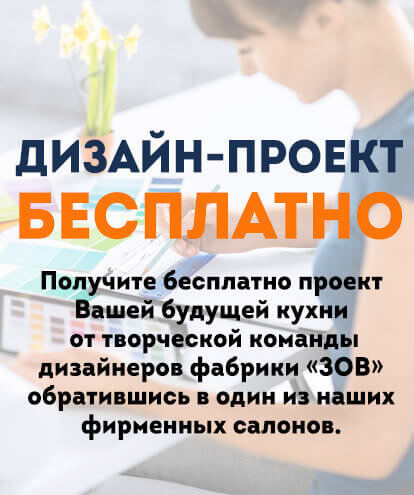 ДИЗАЙН-ПРОЕКТ
БЕСПЛАТНО
Получите бесплатно проект
Вашей будущей кухни
от творческой команды
дизайнеров фабрики «ЗОВ»
обратившись в один из наших
фирменных салонов.